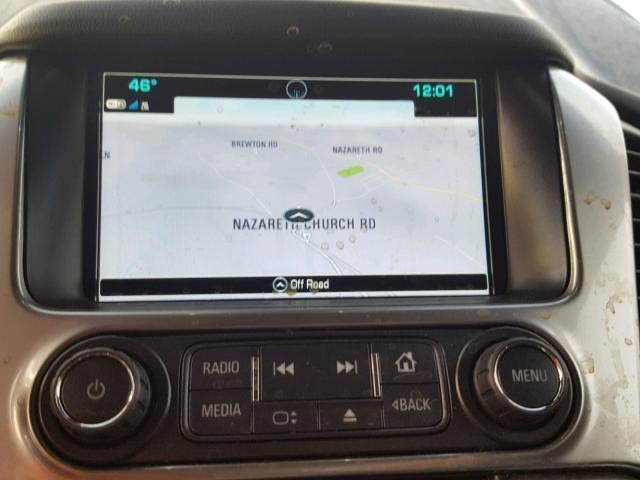 46° 12:01
BREWTON RD
NAZARETH RD
N
NAZARETH CHURCH RD
Off Road
RADIO
MEDIA
BACK
MENU